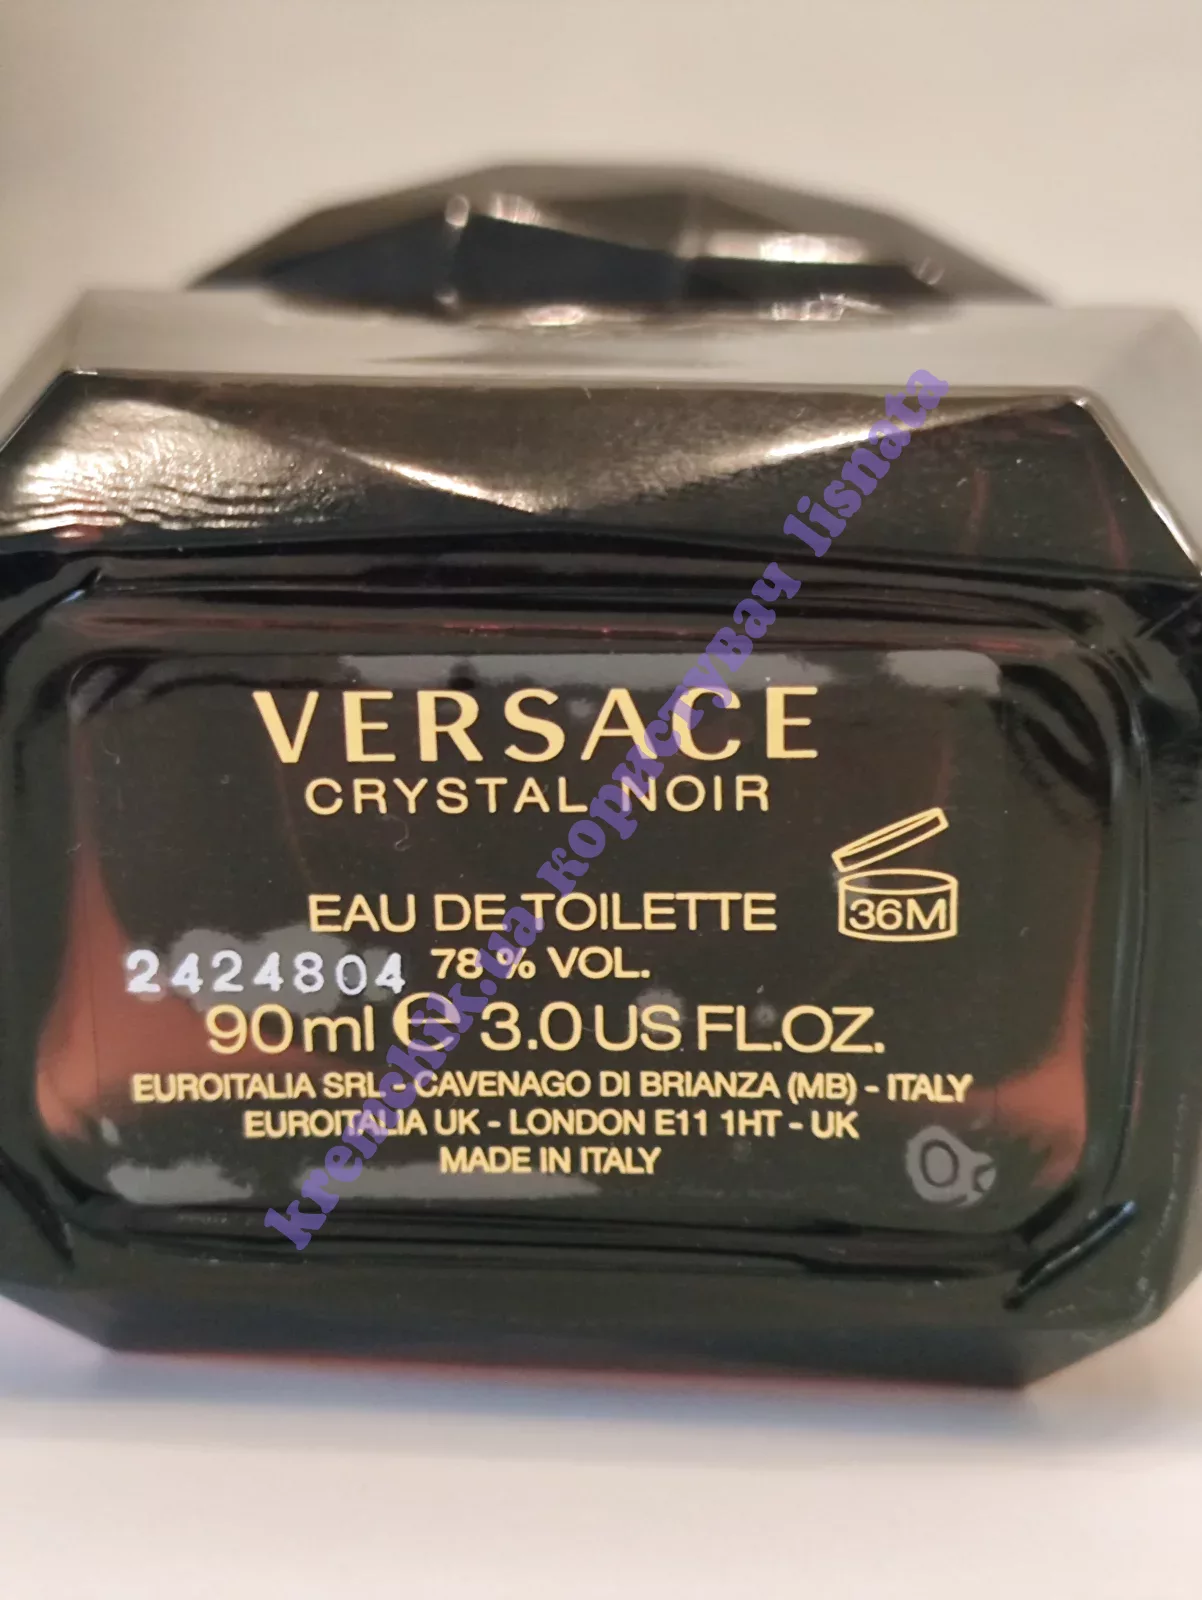 VERSACE
CRYSTAL NOIR
EAU DE TOILETTE
36M
78% VOL.
2424804
90ml e 3.0 US FL.OZ.
EUROITALIA SRL - CAVENAGO DI BRIANZA (MB) - ITALY
EUROITALIA UK - LONDON E11 1HT - UK
MADE IN ITALY
kremchik.ua користувач lisnata